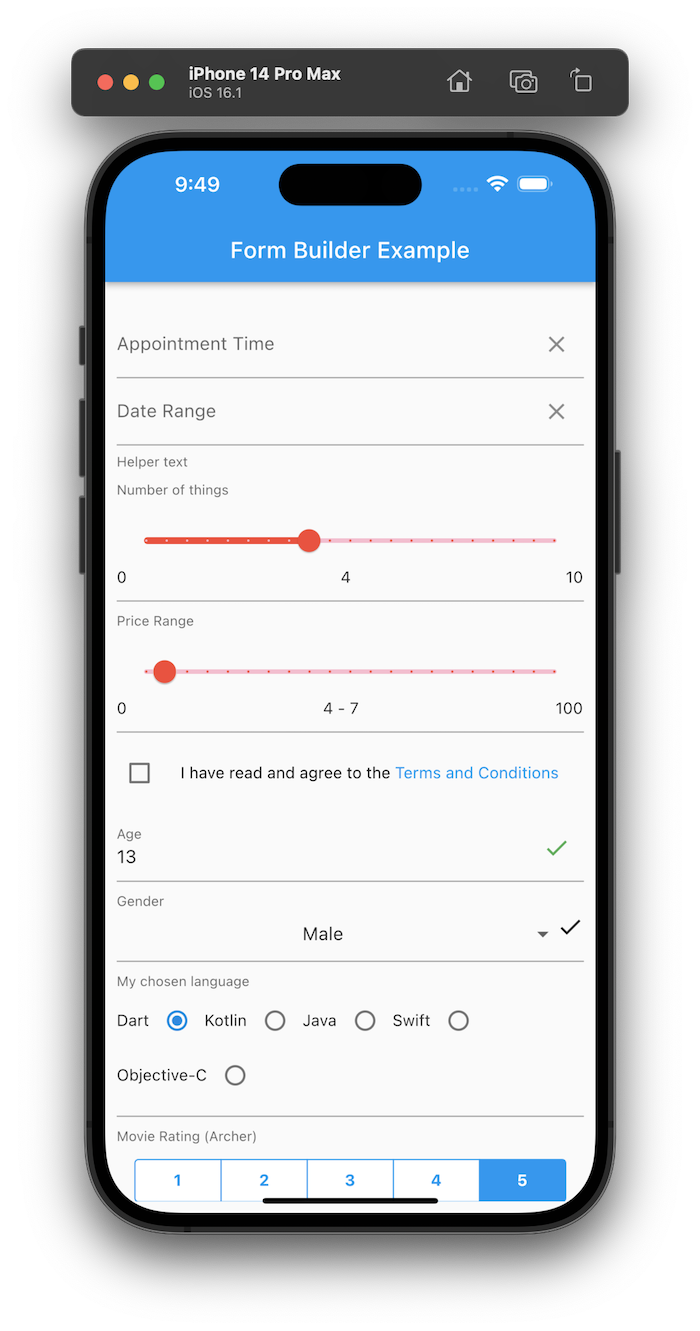 iPhone 14 Pro Max
iOS 16.1
9:49
Form Builder Example
Appointment Time
Date Range
Helper text
Number of things
0 4 10
Price Range
0 4 - 7 100
I have read and agree to the Terms and Conditions
Age
13
Gender
Male
My chosen language
Dart Kotlin Java Swift
Objective-C
Movie Rating (Archer)
1 2 3 4 5